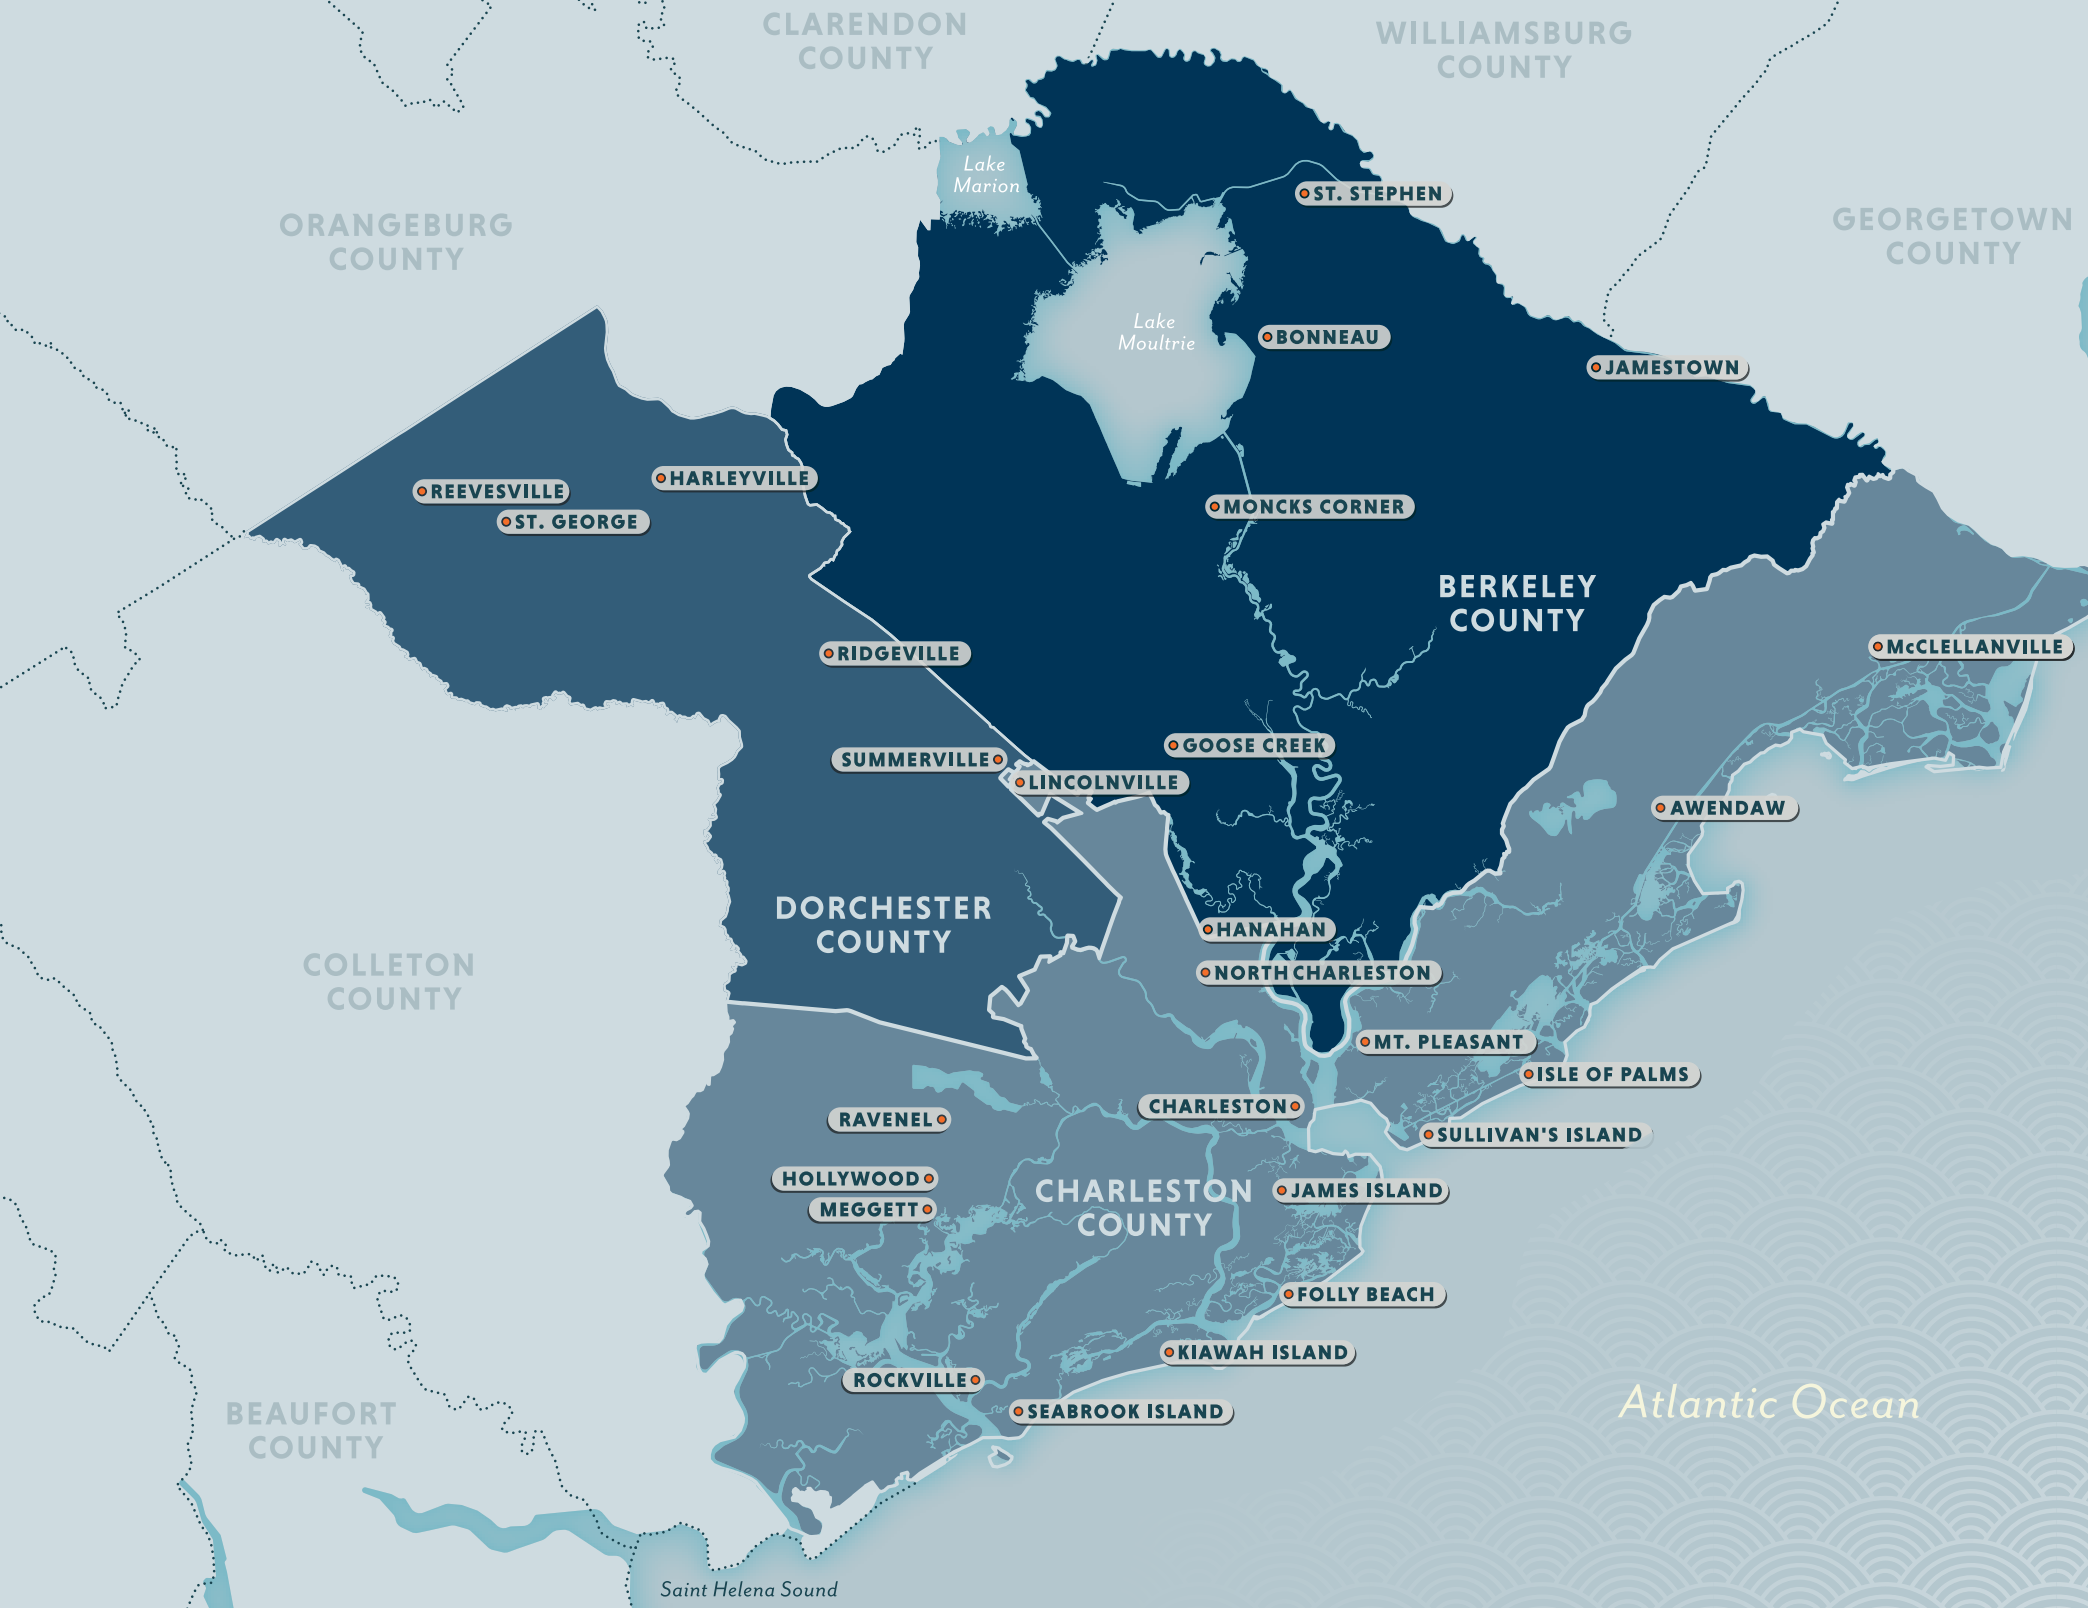 CLARENDON
COUNTY
WILLIAMSBURG
COUNTY
Lake
Marion
ST. STEPHEN
ORANGEBURG
COUNTY
GEORGETOWN
COUNTY
Lake
Moultrie
BONNEAU
JAMESTOWN
HARLEYVILLE
REEVESVILLE
ST. GEORGE
MONCKS CORNER
BERKELEY
COUNTY
RIDGEVILLE
McCLELLANVILLE
GOOSE CREEK
SUMMERVILLE
LINCOLNVILLE
AWENDAW
DORCHESTER
COUNTY
HANAHAN
COLLETON
COUNTY
NORTH CHARLESTON
MT. PLEASANT
ISLE OF PALMS
CHARLESTON
RAVENEL
SULLIVAN'S ISLAND
HOLLYWOOD
CHARLESTON
COUNTY
JAMES ISLAND
MEGGETT
FOLLY BEACH
KIAWAH ISLAND
ROCKVILLE
SEABROOK ISLAND
Atlantic Ocean
BEAUFORT
COUNTY
Saint Helena Sound